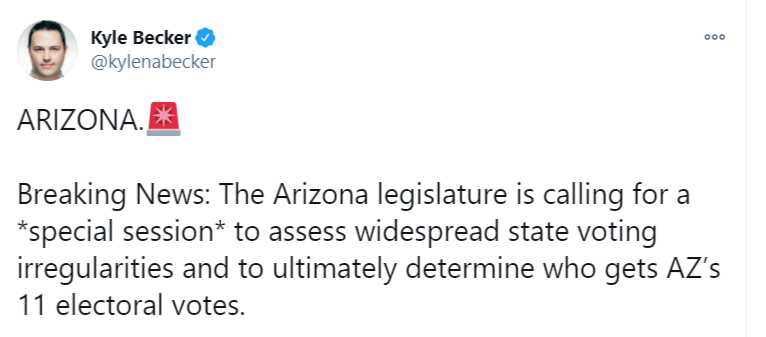 Kyle Becker
@kylenabecker
ARIZONA.🚨
Breaking News: The Arizona legislature is calling for a
*special session* to assess widespread state voting
irregularities and to ultimately determine who gets AZ’s
11 electoral votes.